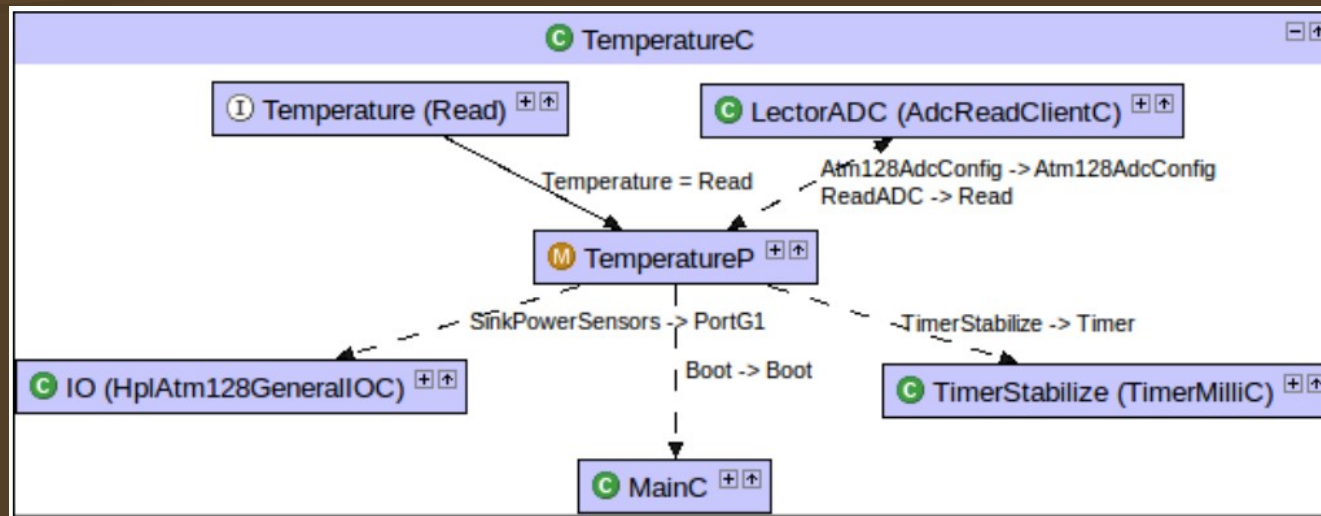 C TemperatureC
I Temperature (Read)
C LectorADC (AdcReadClientC)
Temperature = Read
Atm128AdcConfig -> Atm128AdcConfig
ReadADC -> Read
M TemperatureP
SinkPowerSensors -> PortG1
TimerStabilize -> Timer
Boot -> Boot
C IO (HplAtm128GeneralIOC)
C TimerStabilize (TimerMilliC)
C MainC